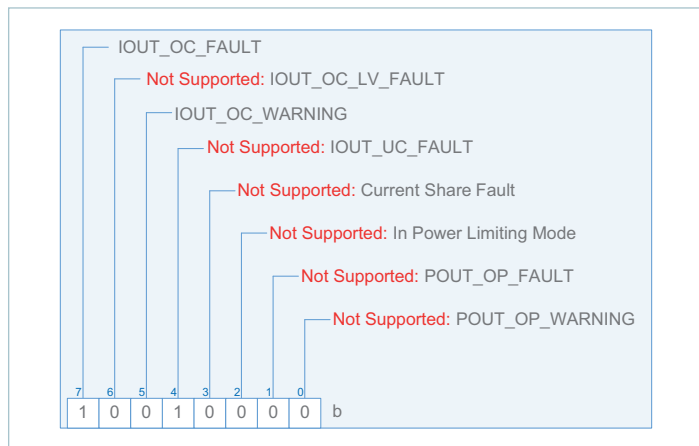 IOUT_OC_FAULT
Not Supported: IOUT_OC_LV_FAULT
IOUT_OC_WARNING
Not Supported: IOUT_UC_FAULT
Not Supported: Current Share Fault
Not Supported: In Power Limiting Mode
Not Supported: POUT_OP_FAULT
Not Supported: POUT_OP_WARNING
7 6 5 4 3 2 1 0
1 0 0 1 0 0 0 0 b